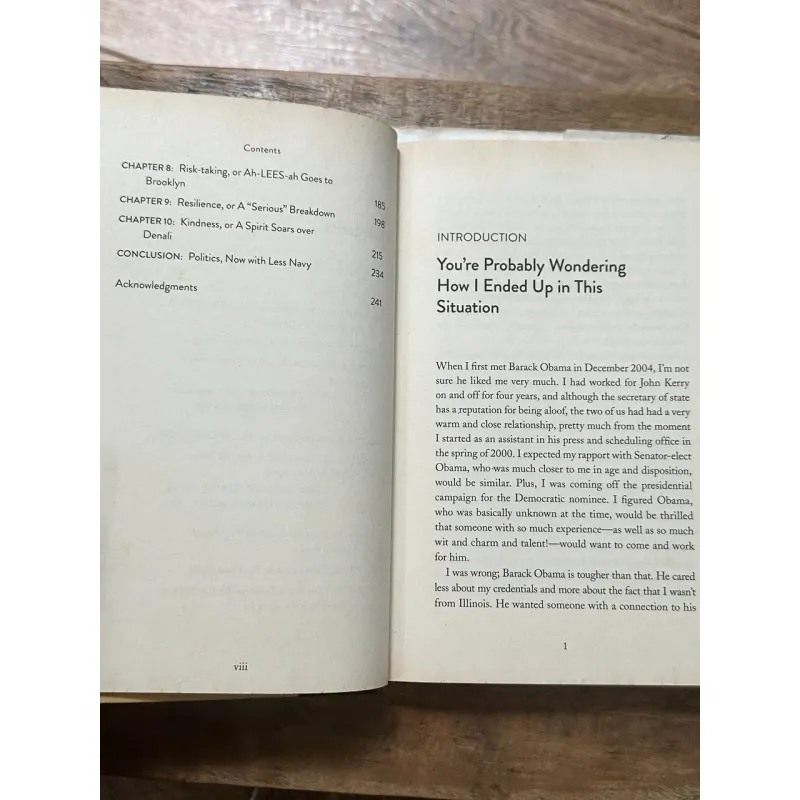 Contents
CHAPTER 8: Risk-taking, or Ah-LEES-ah Goes to
Brooklyn 185
CHAPTER 9: Resilience, or A “Serious” Breakdown 198
CHAPTER 10: Kindness, or A Spirit Soars over
Denali 215
CONCLUSION: Politics, Now with Less Navy 234
Acknowledgments 241
viii
INTRODUCTION
You’re Probably Wondering
How I Ended Up in This
Situation
When I first met Barack Obama in December 2004, I’m not
sure he liked me very much. I had worked for John Kerry
on and off for four years, and although the secretary of state
has a reputation for being aloof, the two of us had had a very
warm and close relationship, pretty much from the moment
I started as an assistant in his press and scheduling office in
the spring of 2000. I expected my rapport with Senator-elect
Obama, who was much closer to me in age and disposition,
would be similar. Plus, I was coming off the presidential
campaign for the Democratic nominee. I figured Obama,
who was basically unknown at the time, would be thrilled
that someone with so much experience—as well as so much
wit and charm and talent!—would want to come and work
for him.
I was wrong; Barack Obama is tougher than that. He cared
less about my credentials and more about the fact that I wasn’t
from Illinois. He wanted someone with a connection to his
1